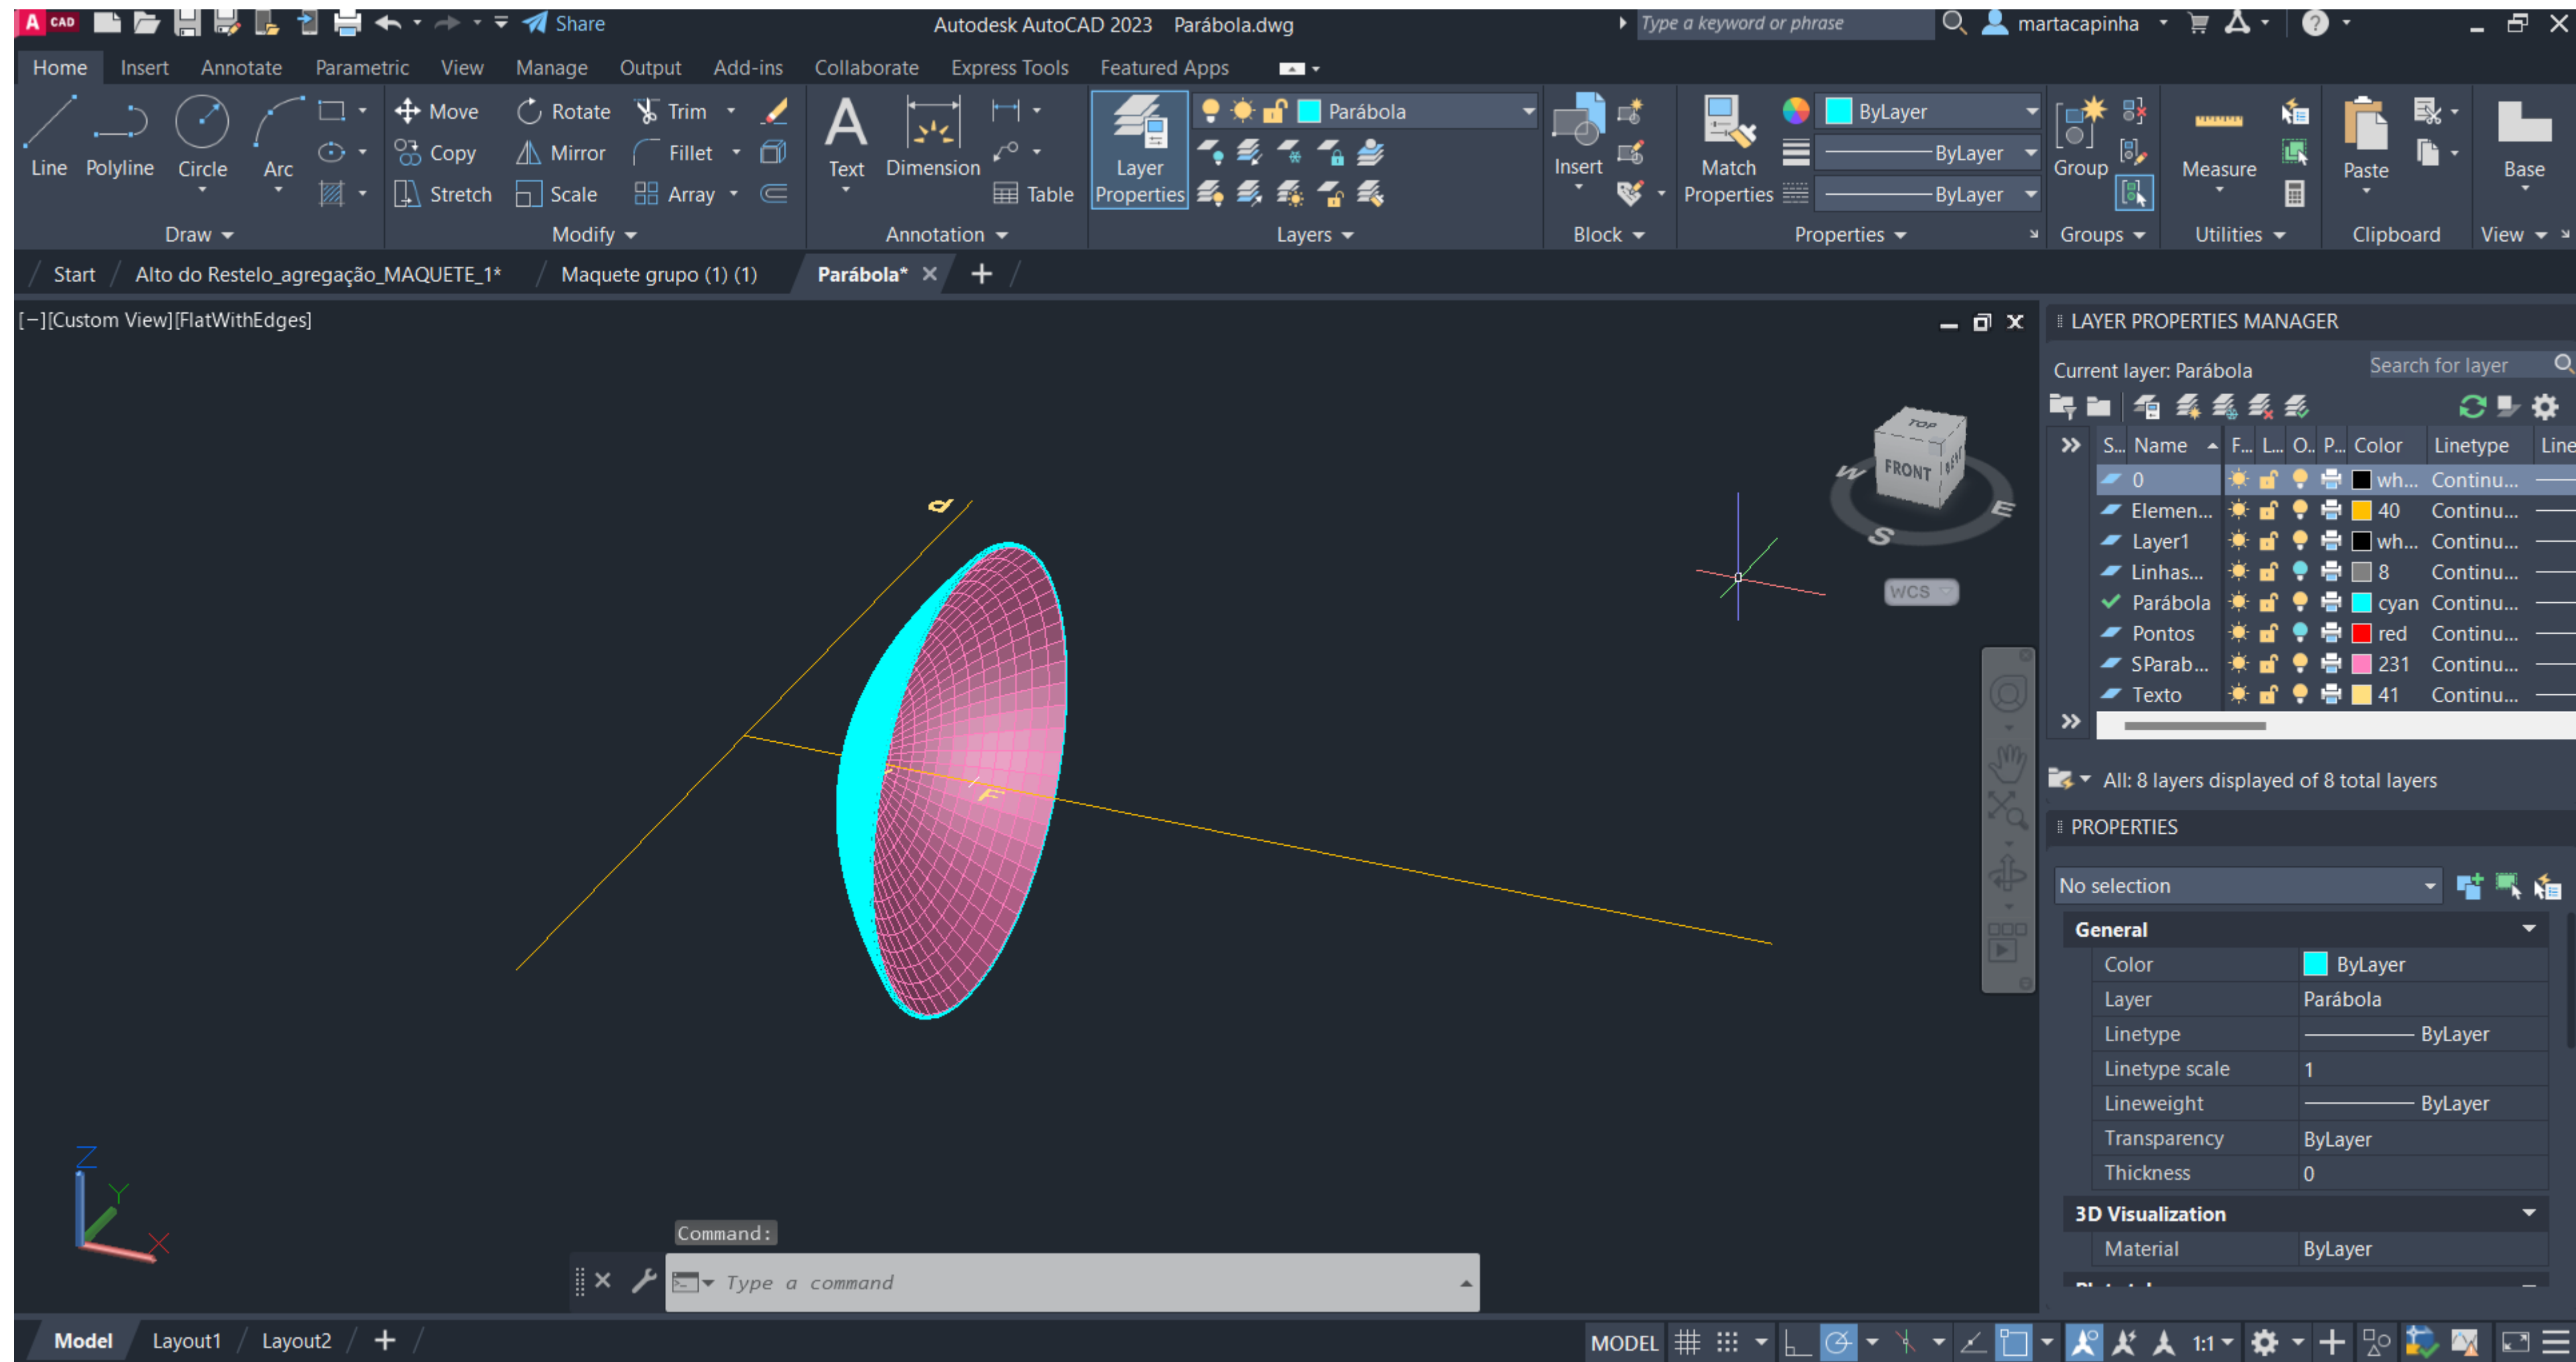 A CAD Share Autodesk AutoCAD 2023 Parábola.dwg Type a keyword or phrase martacapinha ?
Home Insert Annotate Parametric View Manage Output Add-ins Collaborate Express Tools Featured Apps
Line Polyline Circle Arc
Move Rotate Trim
Copy Mirror Fillet
Stretch Scale Array
Text Dimension Table
Layer Properties
Parábola
Insert
Match Properties
ByLayer
ByLayer
ByLayer
Group
Measure
Paste
Base
Draw Modify Annotation Layers Block Properties Groups Utilities Clipboard View
Start Alto do Restelo_agregação_MAQUETE_1* Maquete grupo (1) (1) Parábola* +
[−][Custom View][FlatWithEdges]
TOP
FRONT
W
E
S
WCS
d
F
Z
Y
X
Command:
Type a command
LAYER PROPERTIES MANAGER
Current layer: Parábola Search for layer
S... Name F... L... O.. P... Color Linetype Line
0 wh... Continu...
Elemen... 40 Continu...
Layer1 wh... Continu...
Linhas... 8 Continu...
Parábola cyan Continu...
Pontos red Continu...
SParab... 231 Continu...
Texto 41 Continu...
All: 8 layers displayed of 8 total layers
PROPERTIES
No selection
General
Color ByLayer
Layer Parábola
Linetype ByLayer
Linetype scale 1
Lineweight ByLayer
Transparency ByLayer
Thickness 0
3D Visualization
Material ByLayer
Model Layout1 Layout2 +
MODEL 1:1